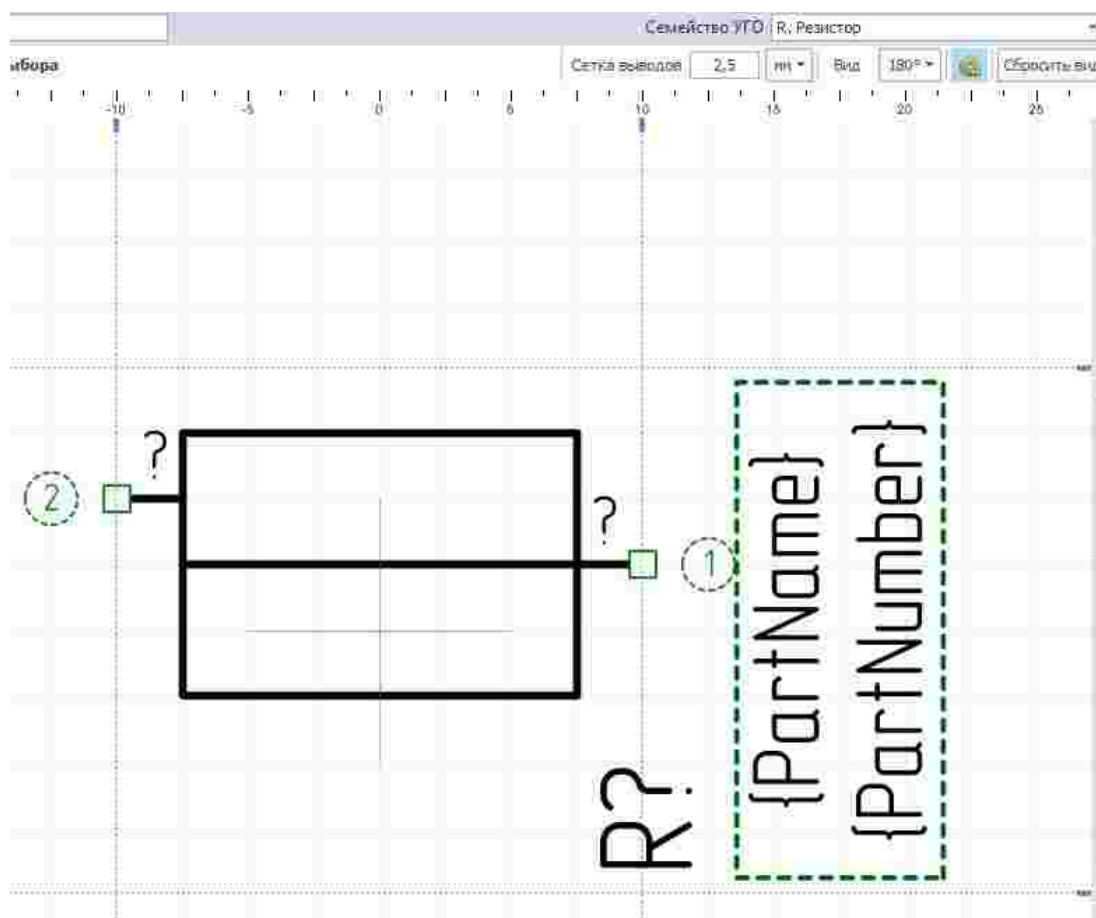 Семейство УГО R, Резистор
ыбора Сетка выводов 2,5 мм Вид 180° Сбросить вид
-10 -5 0 5 10 15 20 25
?
2
?
1
{PartName}
{PartNumber}
R?